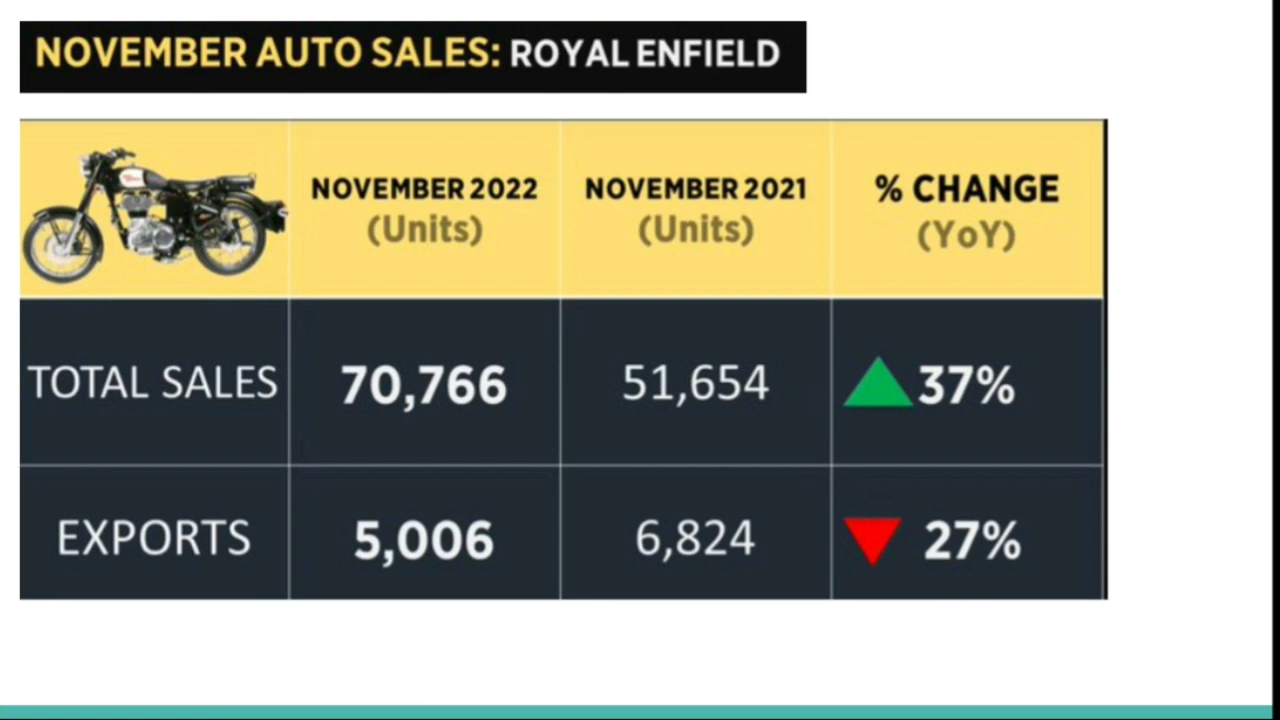 NOVEMBER AUTO SALES: ROYAL ENFIELD
NOVEMBER 2022 NOVEMBER 2021 % CHANGE
(Units) (Units) (YoY)
TOTAL SALES 70,766 51,654 37%
EXPORTS 5,006 6,824 27%